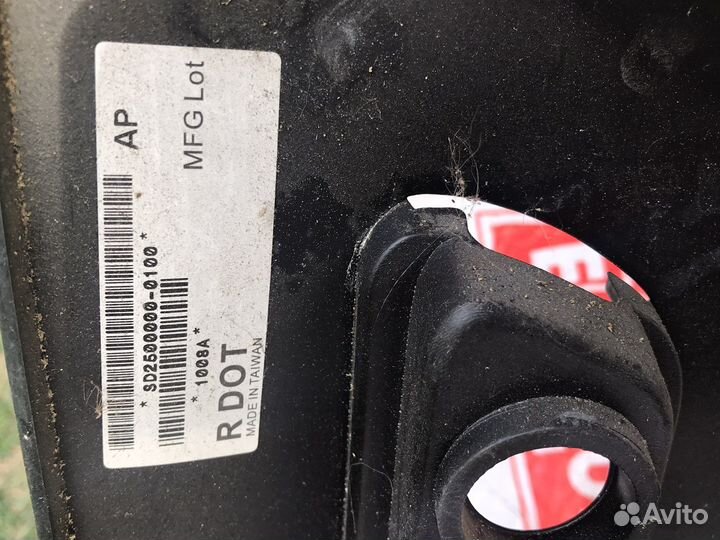 AP
MFG Lot
* SD2500000-0100 *
* 1008A *
R DOT
MADE IN TAIWAN
Avito